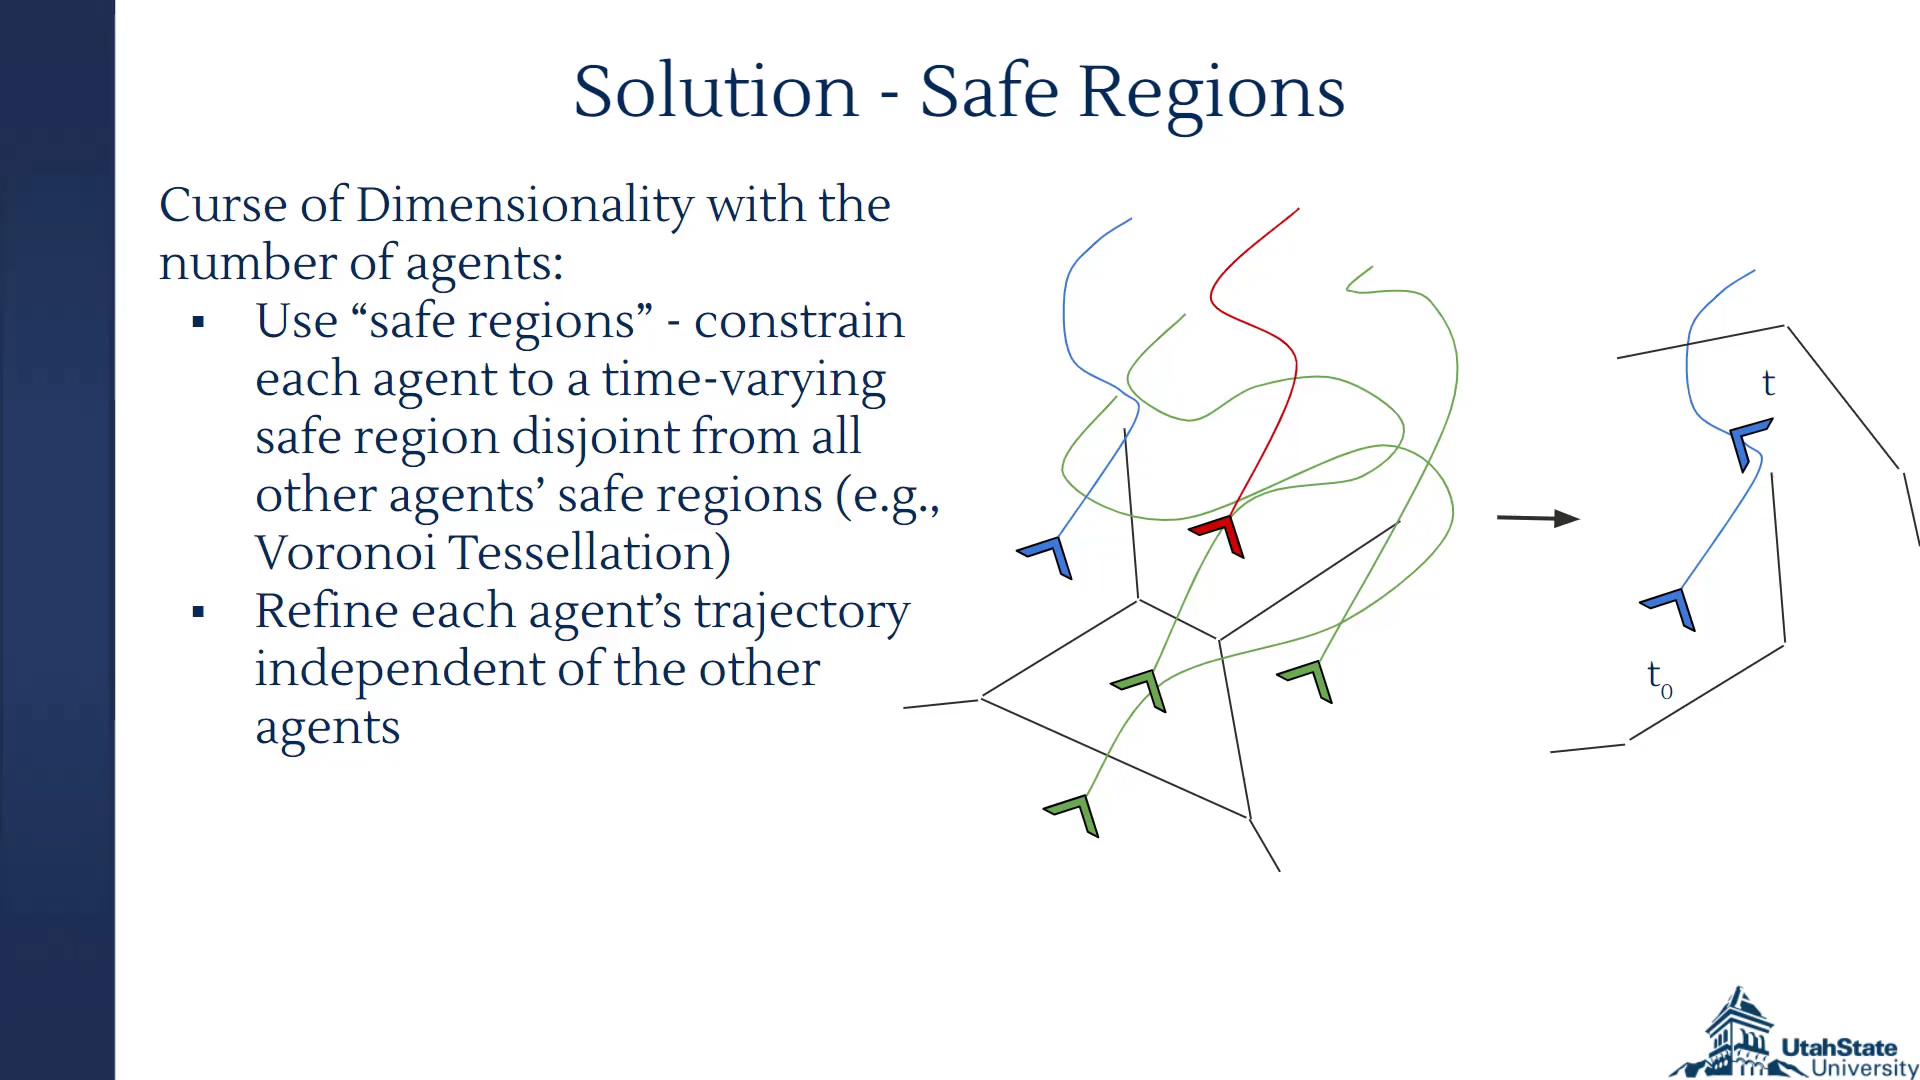 Solution - Safe Regions
Curse of Dimensionality with the
number of agents:
▪ Use “safe regions” - constrain
each agent to a time-varying
safe region disjoint from all
other agents’ safe regions (e.g.,
Voronoi Tessellation)
▪ Refine each agent’s trajectory
independent of the other
agents
t
t₀
UtahState
University